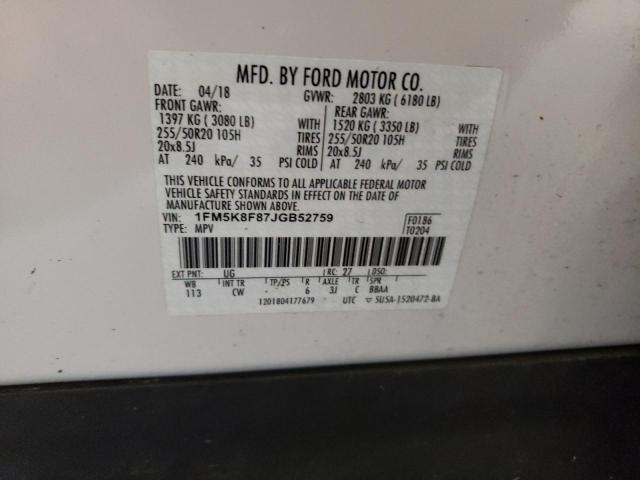 MFD. BY FORD MOTOR CO.
DATE: 04/18 GVWR: 2803 KG ( 6180 LB)
FRONT GAWR: REAR GAWR:
1397 KG ( 3080 LB) WITH 1520 KG ( 3350 LB) WITH
255/50R20 105H TIRES 255/50R20 105H TIRES
20x8.5J RIMS 20x8.5J RIMS
AT 240 kPa/ 35 PSI COLD AT 240 kPa/ 35 PSI COLD
THIS VEHICLE CONFORMS TO ALL APPLICABLE FEDERAL MOTOR
VEHICLE SAFETY STANDARDS IN EFFECT ON THE DATE OF
MANUFACTURE SHOWN ABOVE.
VIN: 1FM5K8F87JGB52759 F0186
TYPE: MPV T0204
EXT PNT: UG RC: 27 DSO:
WB INT TR TP/PS R AXLE TR SPR
113 CW 6 3J C BBAA
1201804177679 UTC ▽ 5U5A-1520472-BA